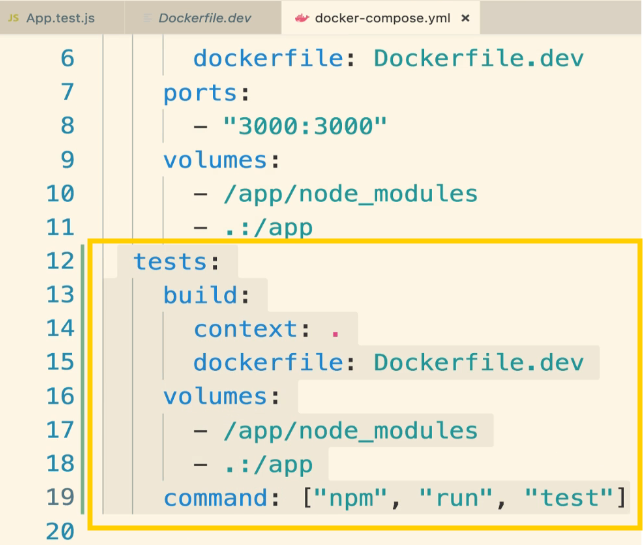 App.test.js Dockerfile.dev docker-compose.yml ×
6 dockerfile: Dockerfile.dev
7 ports:
8 - "3000:3000"
9 volumes:
10 - /app/node_modules
11 - .:/app
12 tests:
13 build:
14 context: .
15 dockerfile: Dockerfile.dev
16 volumes:
17 - /app/node_modules
18 - .:/app
19 command: ["npm", "run", "test"]
20